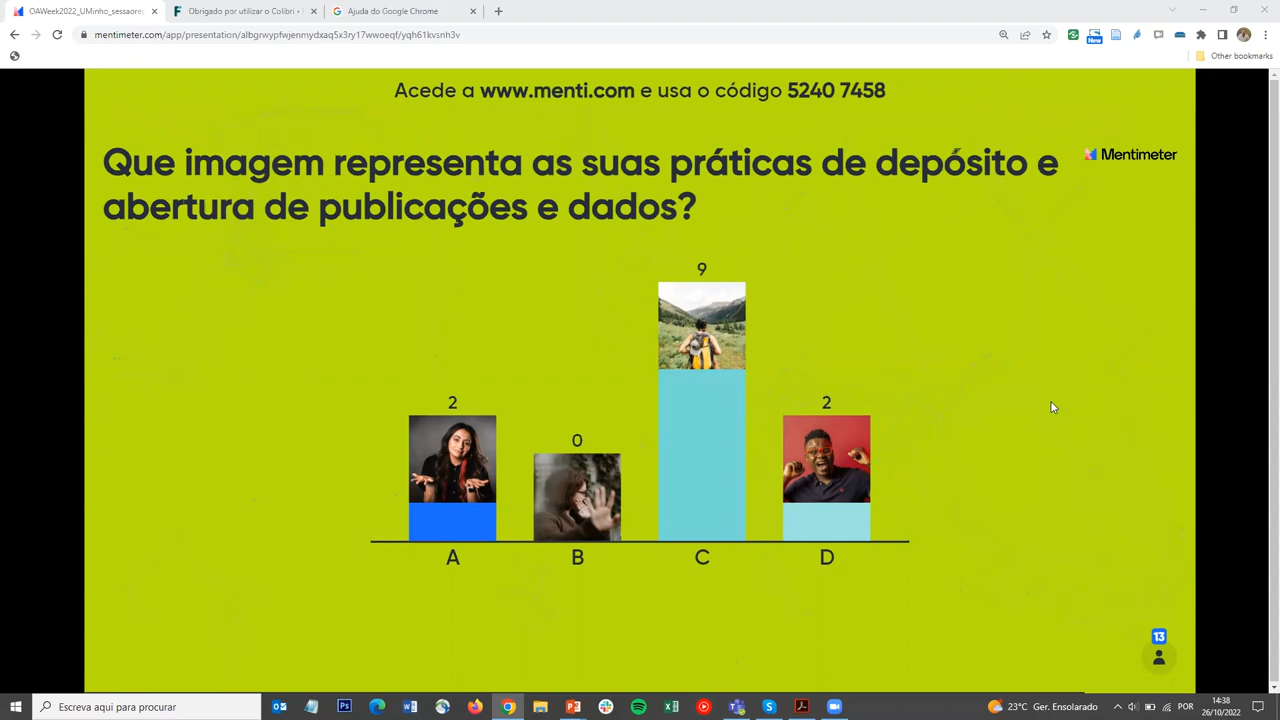 OAWeek2022_UMinho_sessaore
Obrigado por utilizar o Colibri •
Ajuda do Google Chrome
mentimeter.com/app/presentation/albgrwypfwjenmydxaq5x3ry17wwoeqf/yqh61kvsnh3v
New
Other bookmarks
Acede a www.menti.com e usa o código 5240 7458
Que imagem representa as suas práticas de depósito e
abertura de publicações e dados?
Mentimeter
9
2
0
2
A
B
C
D
13
Escreva aqui para procurar
23°C Ger. Ensolarado
POR
14:38
26/10/2022